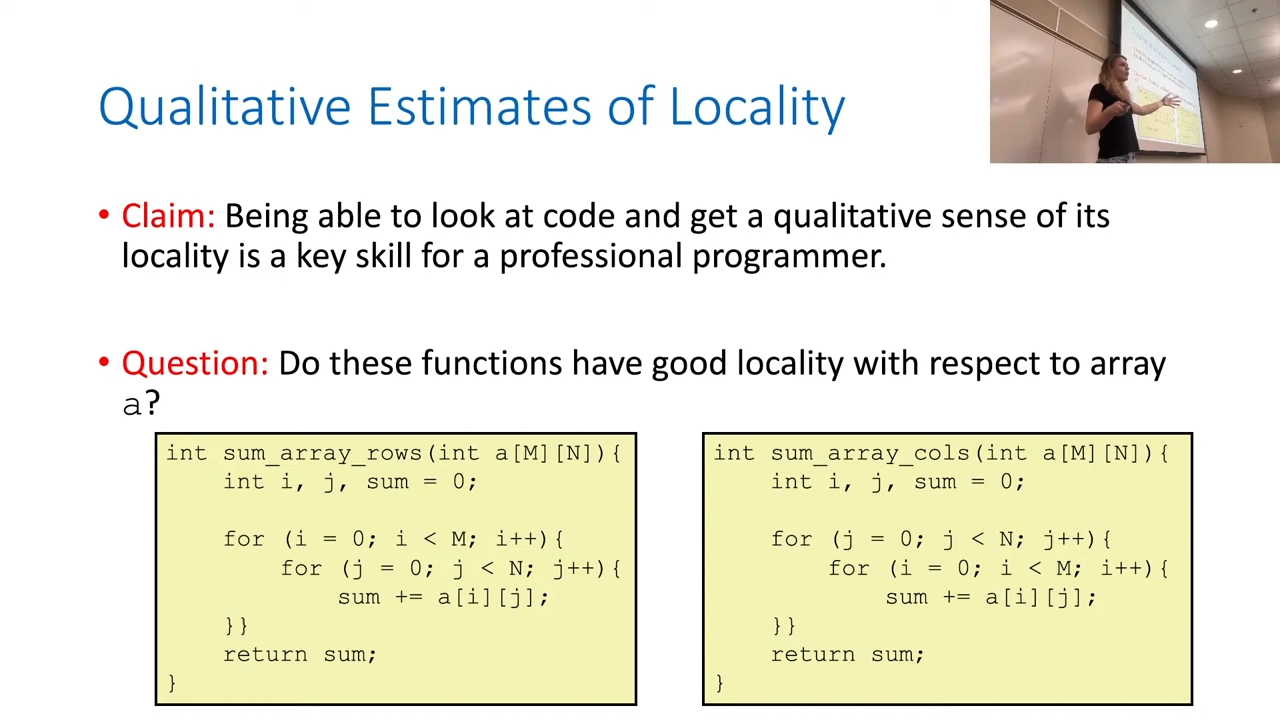 Qualitative Estimates of Locality
• Claim: Being able to look at code and get a qualitative sense of its
locality is a key skill for a professional programmer.
• Question: Do these functions have good locality with respect to array
a?
int sum_array_rows(int a[M][N]){
    int i, j, sum = 0;
    for (i = 0; i < M; i++){
        for (j = 0; j < N; j++){
            sum += a[i][j];
    }}
    return sum;
}
int sum_array_cols(int a[M][N]){
    int i, j, sum = 0;
    for (j = 0; j < N; j++){
        for (i = 0; i < M; i++){
            sum += a[i][j];
    }}
    return sum;
}